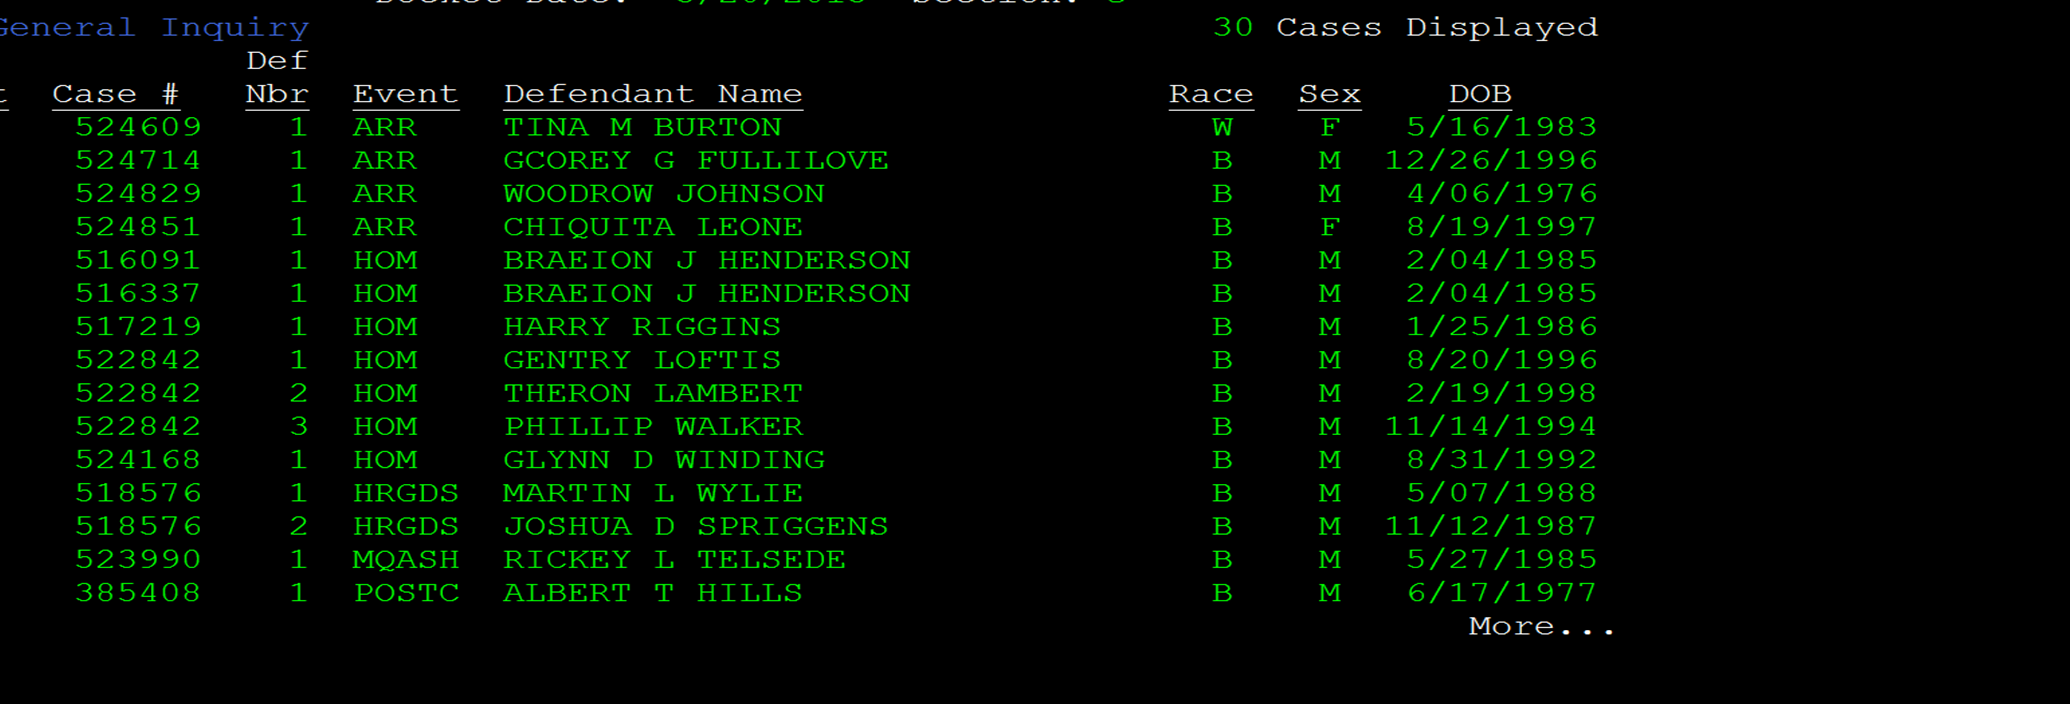 General Inquiry 30 Cases Displayed
Def
Case # Nbr Event Defendant Name Race Sex DOB
524609 1 ARR TINA M BURTON W F 5/16/1983
524714 1 ARR GCOREY G FULLILOVE B M 12/26/1996
524829 1 ARR WOODROW JOHNSON B M 4/06/1976
524851 1 ARR CHIQUITA LEONE B F 8/19/1997
516091 1 HOM BRAEION J HENDERSON B M 2/04/1985
516337 1 HOM BRAEION J HENDERSON B M 2/04/1985
517219 1 HOM HARRY RIGGINS B M 1/25/1986
522842 1 HOM GENTRY LOFTIS B M 8/20/1996
522842 2 HOM THERON LAMBERT B M 2/19/1998
522842 3 HOM PHILLIP WALKER B M 11/14/1994
524168 1 HOM GLYNN D WINDING B M 8/31/1992
518576 1 HRGDS MARTIN L WYLIE B M 5/07/1988
518576 2 HRGDS JOSHUA D SPRIGGENS B M 11/12/1987
523990 1 MQASH RICKEY L TELSEDE B M 5/27/1985
385408 1 POSTC ALBERT T HILLS B M 6/17/1977
More...